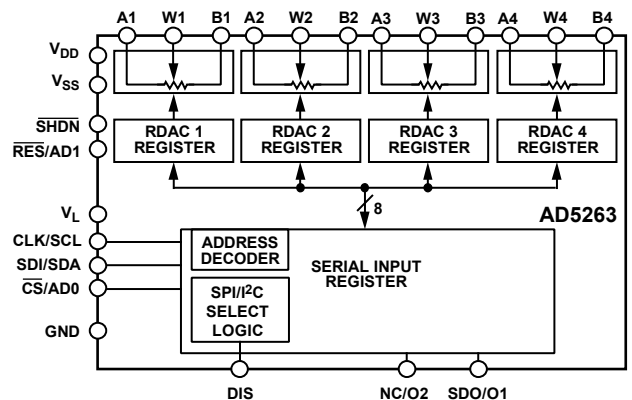 A1 W1 B1 A2 W2 B2 A3 W3 B3 A4 W4 B4
VDD
VSS
SHDN
RES/AD1
RDAC 1
REGISTER
RDAC 2
REGISTER
RDAC 3
REGISTER
RDAC 4
REGISTER
8
AD5263
VL
CLK/SCL
SDI/SDA
CS/AD0
GND
ADDRESS
DECODER
SERIAL INPUT
REGISTER
SPI/I²C
SELECT
LOGIC
DIS
NC/O2
SDO/O1